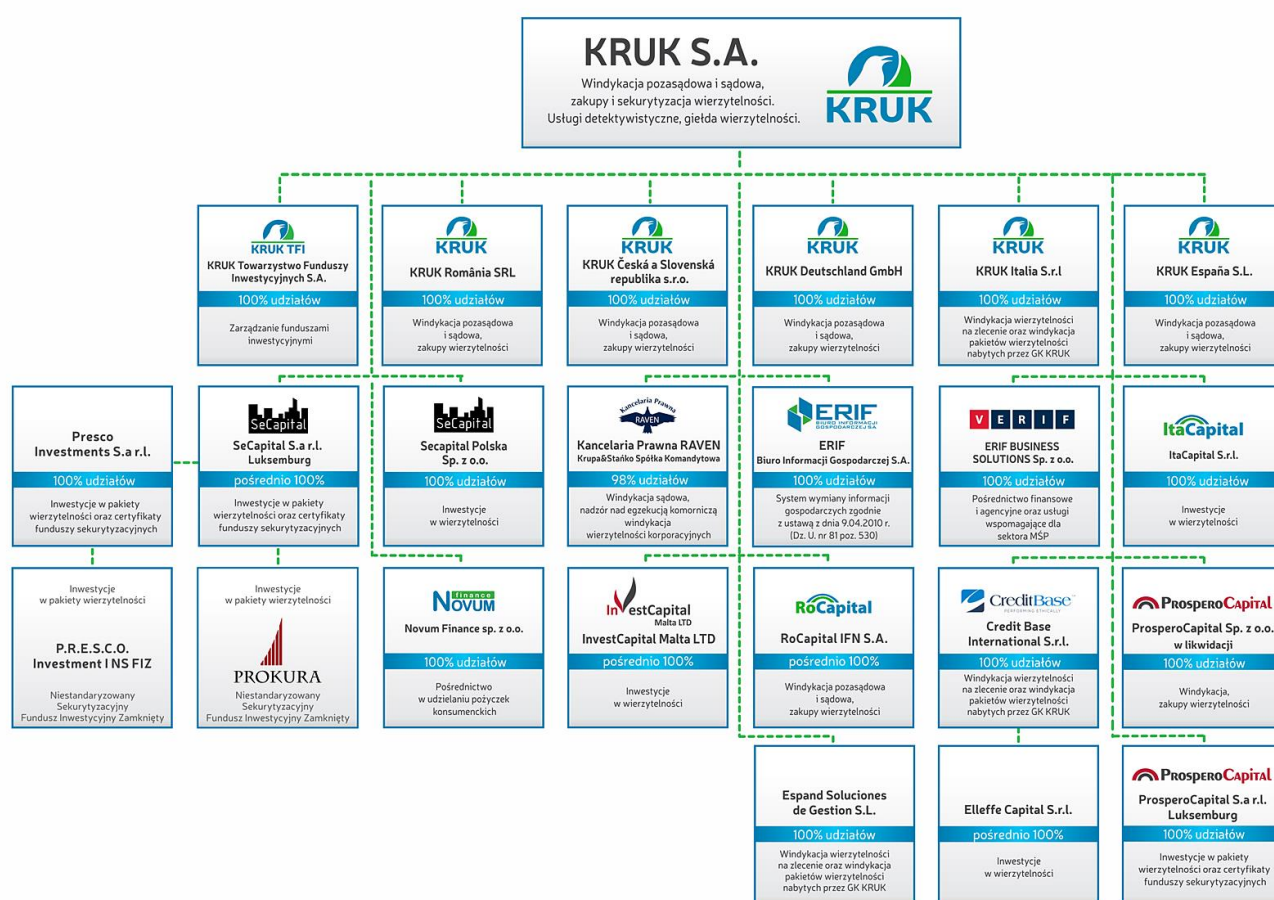 KRUK S.A.
Windykacja pozasądowa i sądowa,
zakupy i sekurytyzacja wierzytelności.
Usługi detektywistyczne, giełda wierzytelności.
KRUK
KRUK TFI
KRUK Towarzystwo Funduszy
Inwestycyjnych S.A.
100% udziałów
Zarządzanie funduszami
inwestycyjnymi
KRUK
KRUK România SRL
100% udziałów
Windykacja pozasądowa
i sądowa,
zakupy wierzytelności
KRUK
KRUK Česká a Slovenská
republika s.r.o.
100% udziałów
Windykacja pozasądowa
i sądowa,
zakupy wierzytelności
KRUK
KRUK Deutschland GmbH
100% udziałów
Windykacja pozasądowa
i sądowa,
zakupy wierzytelności
KRUK
KRUK Italia S.r.l
100% udziałów
Windykacja wierzytelności
na zlecenie oraz windykacja
pakietów wierzytelności
nabytych przez GK KRUK
KRUK
KRUK España S.L.
100% udziałów
Windykacja pozasądowa
i sądowa,
zakupy wierzytelności
Presco
Investments S.a r.l.
100% udziałów
Inwestycje w pakiety
wierzytelności oraz certyfikaty
funduszy sekurytyzacyjnych
SeCapital
SeCapital S.a r.l.
Luksemburg
pośrednio 100%
Inwestycje w pakiety
wierzytelności oraz certyfikaty
funduszy sekurytyzacyjnych
SeCapital
Secapital Polska
Sp. z o.o.
100% udziałów
Inwestycje
w wierzytelności
Kancelaria Prawna
RAVEN
Kancelaria Prawna RAVEN
Krupa&Stańko Spółka Komandytowa
98% udziałów
Windykacja sądowa,
nadzór nad egzekucją komorniczą
windykacja
wierzytelności korporacyjnych
ERIF
BIURO INFORMACJI
GOSPODARCZEJ SA
ERIF
Biuro Informacji Gospodarczej S.A.
100% udziałów
System wymiany informacji
gospodarczych zgodnie
z ustawą z dnia 9.04.2010 r.
(Dz. U. nr 81 poz. 530)
VERIF
ERIF BUSINESS
SOLUTIONS Sp. z o.o.
100% udziałów
Pośrednictwo finansowe
i agencyjne oraz usługi
wspomagające dla
sektora MŚP
ItaCapital
ItaCapital S.r.l.
100% udziałów
Inwestycje
w wierzytelności
Inwestycje
w pakiety wierzytelności
P.R.E.S.C.O.
Investment I NS FIZ
Niestandaryzowany
Sekurytyzacyjny
Fundusz Inwestycyjny Zamknięty
Inwestycje
w pakiety wierzytelności
PROKURA
Niestandaryzowany
Sekurytyzacyjny
Fundusz Inwestycyjny Zamknięty
finance
NOVUM
Novum Finance sp. z o.o.
100% udziałów
Pośrednictwo
w udzielaniu pożyczek
konsumenckich
InvestCapital
Malta LTD
InvestCapital Malta LTD
pośrednio 100%
Inwestycje
w wierzytelności
RoCapital
RoCapital IFN S.A.
pośrednio 100%
Windykacja pozasądowa
i sądowa,
zakupy wierzytelności
CreditBase
PERFORMING ETHICALLY
Credit Base
International S.r.l.
100% udziałów
Windykacja wierzytelności
na zlecenie oraz windykacja
pakietów wierzytelności
nabytych przez GK KRUK
PROSPEROCAPITAL
ProsperoCapital Sp. z o.o.
w likwidacji
100% udziałów
Windykacja,
zakupy wierzytelności
Espand Soluciones
de Gestion S.L.
100% udziałów
Windykacja wierzytelności
na zlecenie oraz windykacja
pakietów wierzytelności
nabytych przez GK KRUK
Elleffe Capital S.r.l.
pośrednio 100%
Inwestycje
w wierzytelności
PROSPEROCAPITAL
ProsperoCapital S.a r.l.
Luksemburg
100% udziałów
Inwestycje w pakiety
wierzytelności oraz certyfikaty
funduszy sekurytyzacyjnych